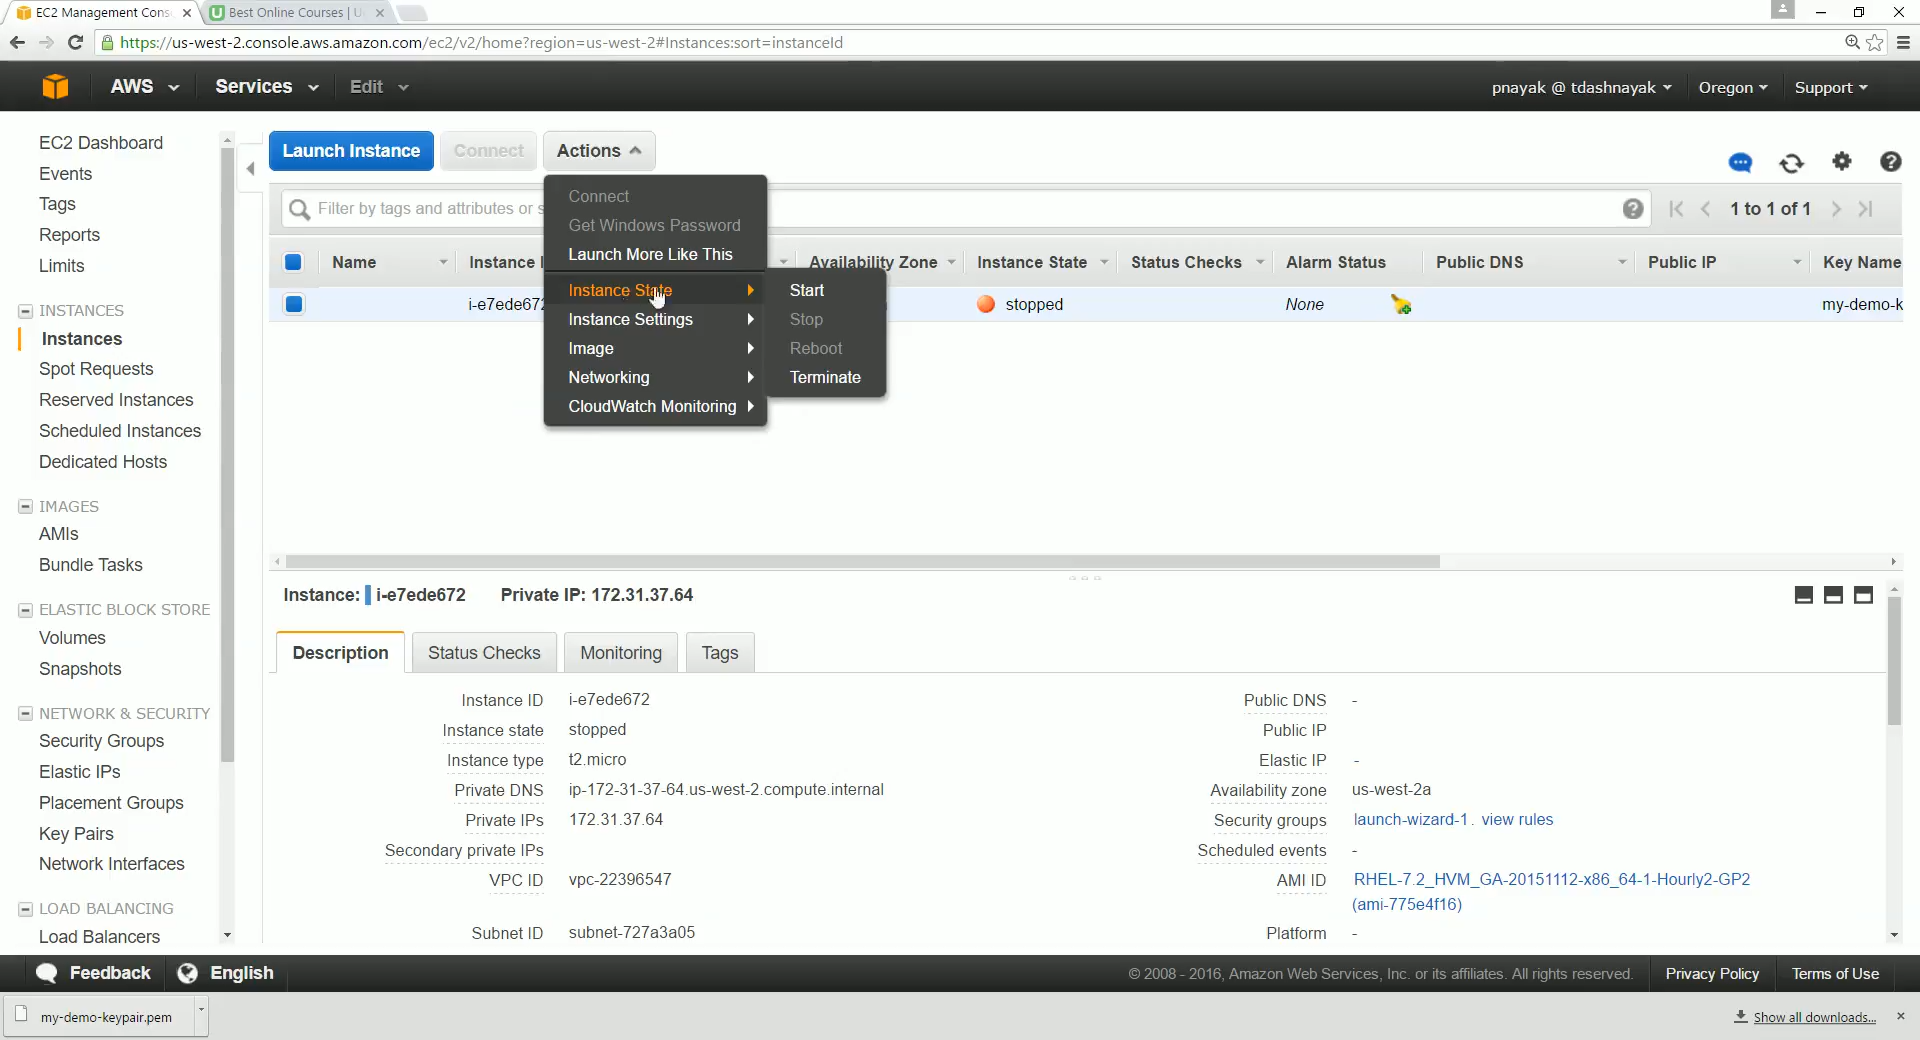 EC2 Management Cons
Best Online Courses | U
https://us-west-2.console.aws.amazon.com/ec2/v2/home?region=us-west-2#Instances:sort=instanceId
AWS Services Edit
pnayak @ tdashnayak Oregon Support
EC2 Dashboard
Events
Tags
Reports
Limits
INSTANCES
Instances
Spot Requests
Reserved Instances
Scheduled Instances
Dedicated Hosts
IMAGES
AMIs
Bundle Tasks
ELASTIC BLOCK STORE
Volumes
Snapshots
NETWORK & SECURITY
Security Groups
Elastic IPs
Placement Groups
Key Pairs
Network Interfaces
LOAD BALANCING
Load Balancers
Launch Instance Connect Actions
Filter by tags and attributes or s
1 to 1 of 1
Name Instance I Availability Zone Instance State Status Checks Alarm Status Public DNS Public IP Key Name
i-e7ede672 stopped None my-demo-k
Connect
Get Windows Password
Launch More Like This
Instance State
Instance Settings
Image
Networking
CloudWatch Monitoring
Start
Stop
Reboot
Terminate
Instance: i-e7ede672 Private IP: 172.31.37.64
Description Status Checks Monitoring Tags
Instance ID i-e7ede672
Instance state stopped
Instance type t2.micro
Private DNS ip-172-31-37-64.us-west-2.compute.internal
Private IPs 172.31.37.64
Secondary private IPs
VPC ID vpc-22396547
Subnet ID subnet-727a3a05
Public DNS -
Public IP
Elastic IP -
Availability zone us-west-2a
Security groups launch-wizard-1. view rules
Scheduled events -
AMI ID RHEL-7.2_HVM_GA-20151112-x86_64-1-Hourly2-GP2
(ami-775e4f16)
Platform -
Feedback English
© 2008 - 2016, Amazon Web Services, Inc. or its affiliates. All rights reserved. Privacy Policy Terms of Use
my-demo-keypair.pem
Show all downloads...